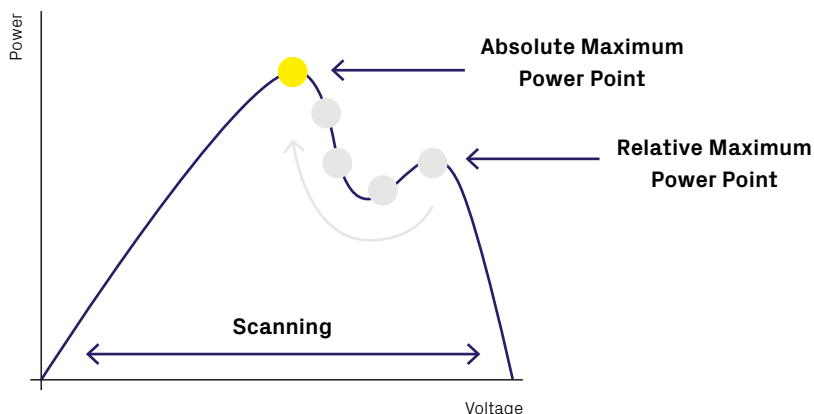 Power
Absolute Maximum
Power Point
Relative Maximum
Power Point
Scanning
Voltage